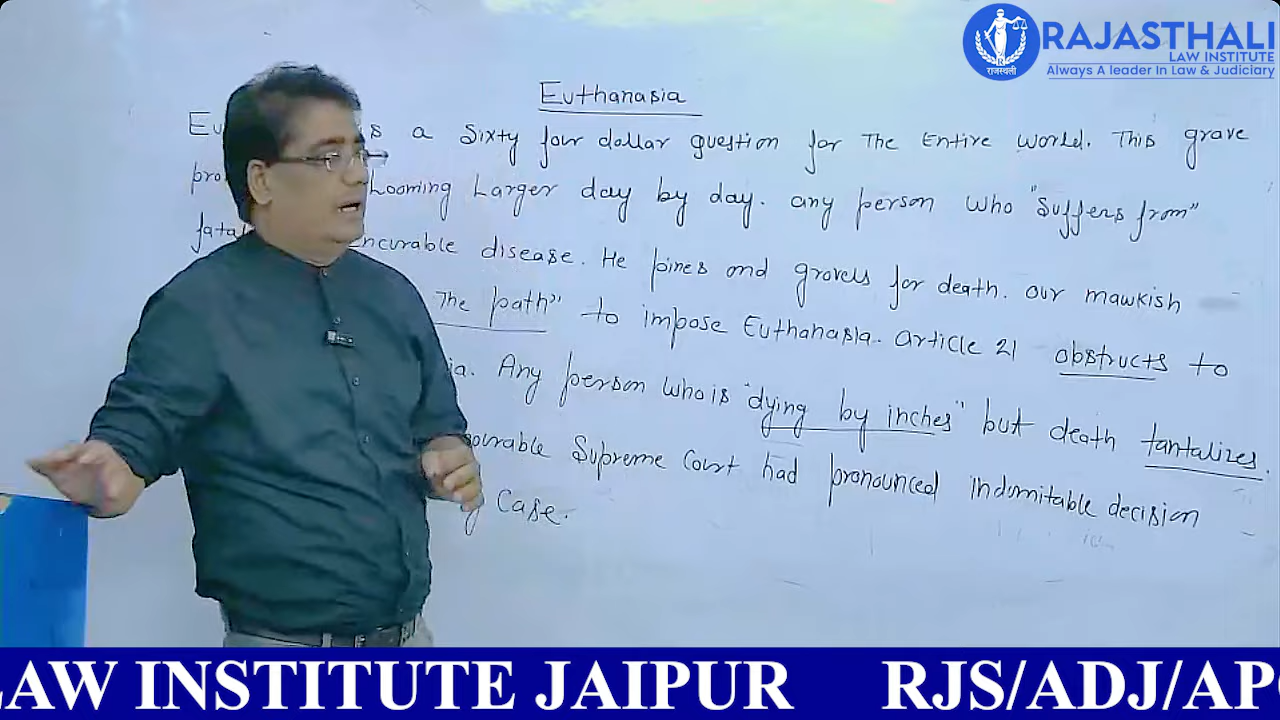 RAJASTHALI
LAW INSTITUTE
Always A leader In Law & Judiciary
राजस्थली
Euthanasia
Eu s a Sixty four dollar question for The Entire World. This grave
pro Looming Larger day by day. any person who "suffers from"
fatal incurable disease. He pines and grovels for death. our mawkish
The path" to impose Euthanasia. Article 21 obstructs to
ia. Any person who is "dying by inches" but death tantalizes.
ourable Supreme Court had pronounced indomitable decision
g Case.
LAW INSTITUTE JAIPUR RJS/ADJ/APO